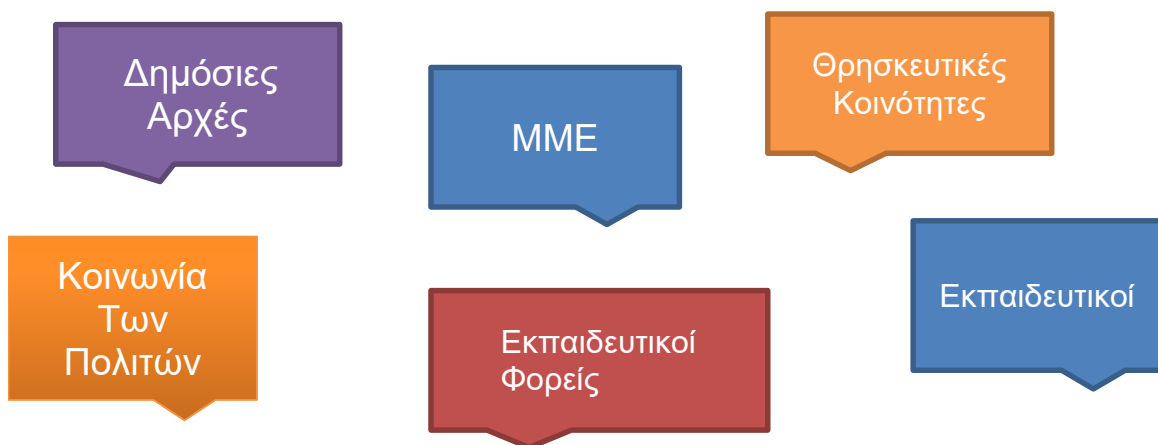 Δημόσιες
Αρχές
ΜΜΕ
Θρησκευτικές
Κοινότητες
Κοινωνία
Των
Πολιτών
Εκπαιδευτικοί
Φορείς
Εκπαιδευτικοί